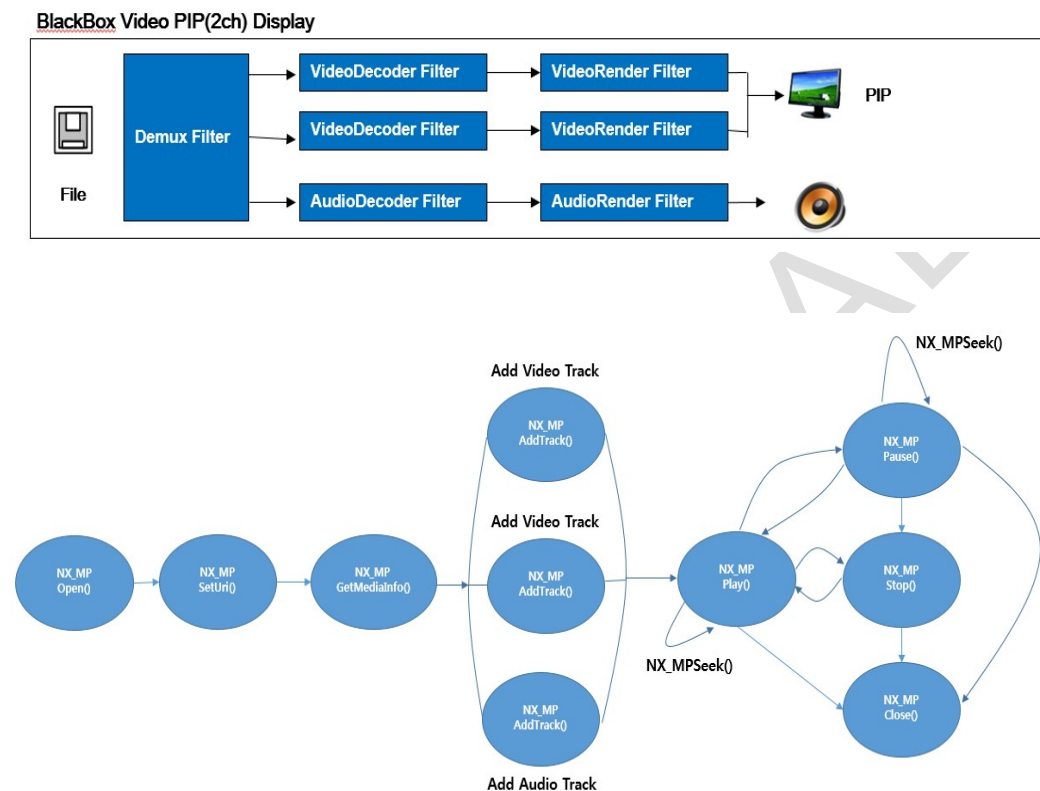 BlackBox Video PIP(2ch) Display
VideoDecoder Filter
VideoRender Filter
PIP
Demux Filter
VideoDecoder Filter
VideoRender Filter
File
AudioDecoder Filter
AudioRender Filter
NX_MPSeek()
Add Video Track
NX_MP
AddTrack()
NX_MP
Pause()
Add Video Track
NX_MP
Open()
NX_MP
SetUri()
NX_MP
GetMediaInfo()
NX_MP
AddTrack()
NX_MP
Play()
NX_MP
Stop()
NX_MPSeek()
NX_MP
AddTrack()
NX_MP
Close()
Add Audio Track